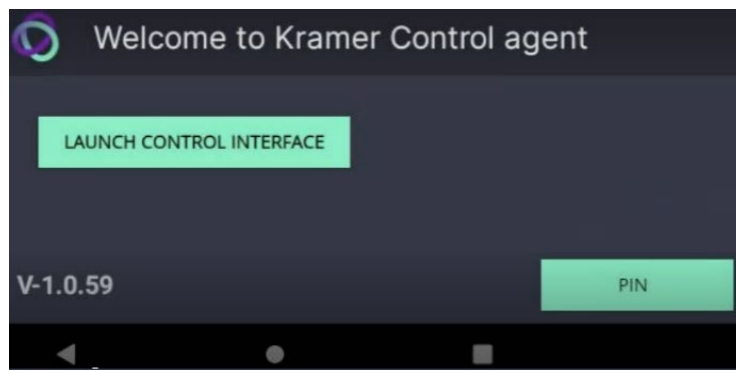 Welcome to Kramer Control agent
LAUNCH CONTROL INTERFACE
V-1.0.59
PIN